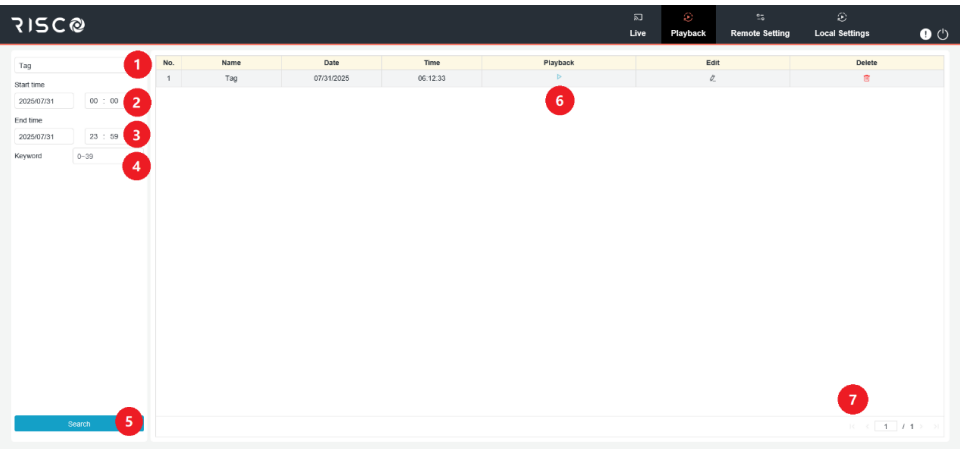 RISCO
Live Playback Remote Setting Local Settings
Tag 1
Start time
2025/07/31 00 : 00 2
End time
2025/07/31 23 : 59 3
Keyword 0~39 4
Search 5
No. Name Date Time Playback Edit Delete
1 Tag 07/31/2025 06:12:33
6
7
1 / 1